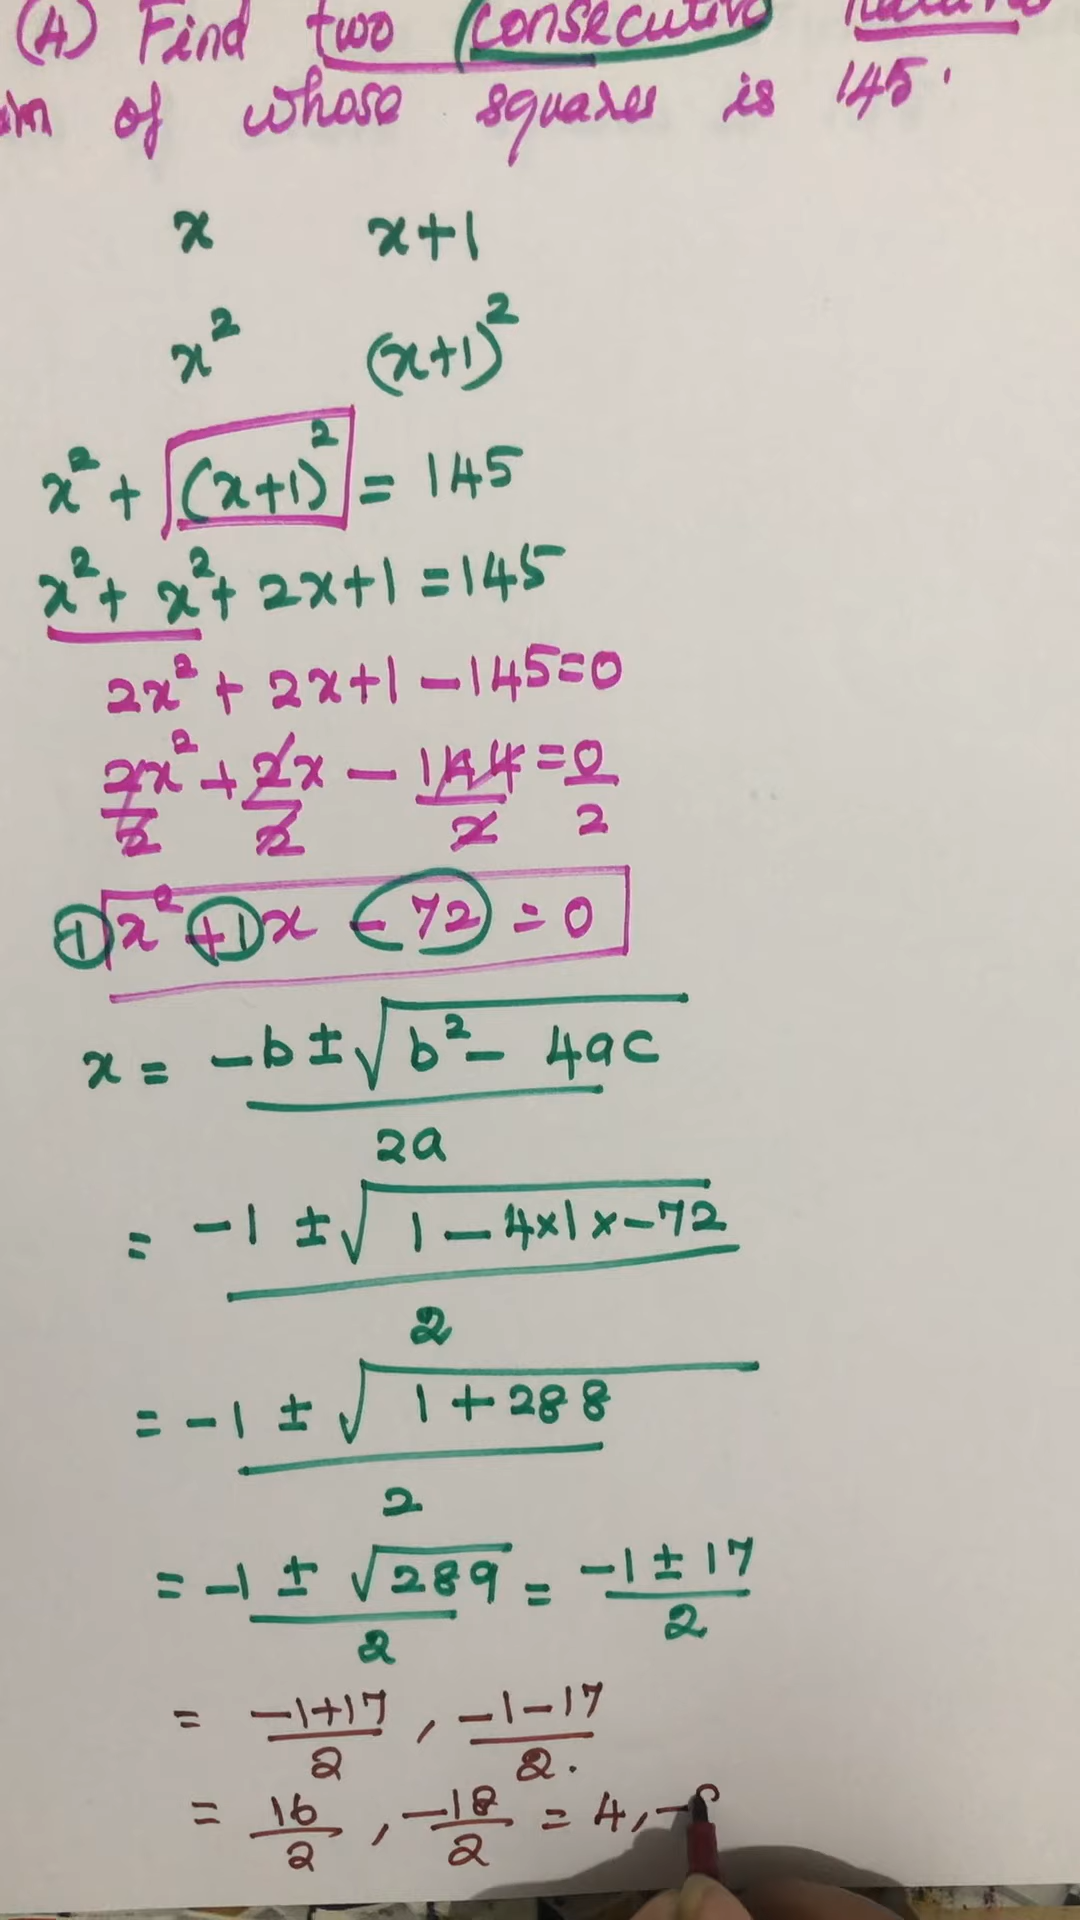 (4) Find two consecutive
of whose squares is 145.
x x+1
x² (x+1)²
x² + (x+1)² = 145
x² + x² + 2x+1 = 145
2x² + 2x+1 – 145 = 0
2x²/2 + 2x/2 – 144/2 = 0/2
1 x² +1 x – 72 = 0
x = –b ± √(b² – 4ac) / 2a
= –1 ± √(1 – 4×1×–72) / 2
= –1 ± √(1 + 288) / 2
= –1 ± √289 / 2 = –1 ± 17 / 2
= –1+17 / 2 , –1–17 / 2.
= 16/2 , –18/2 = 4, –